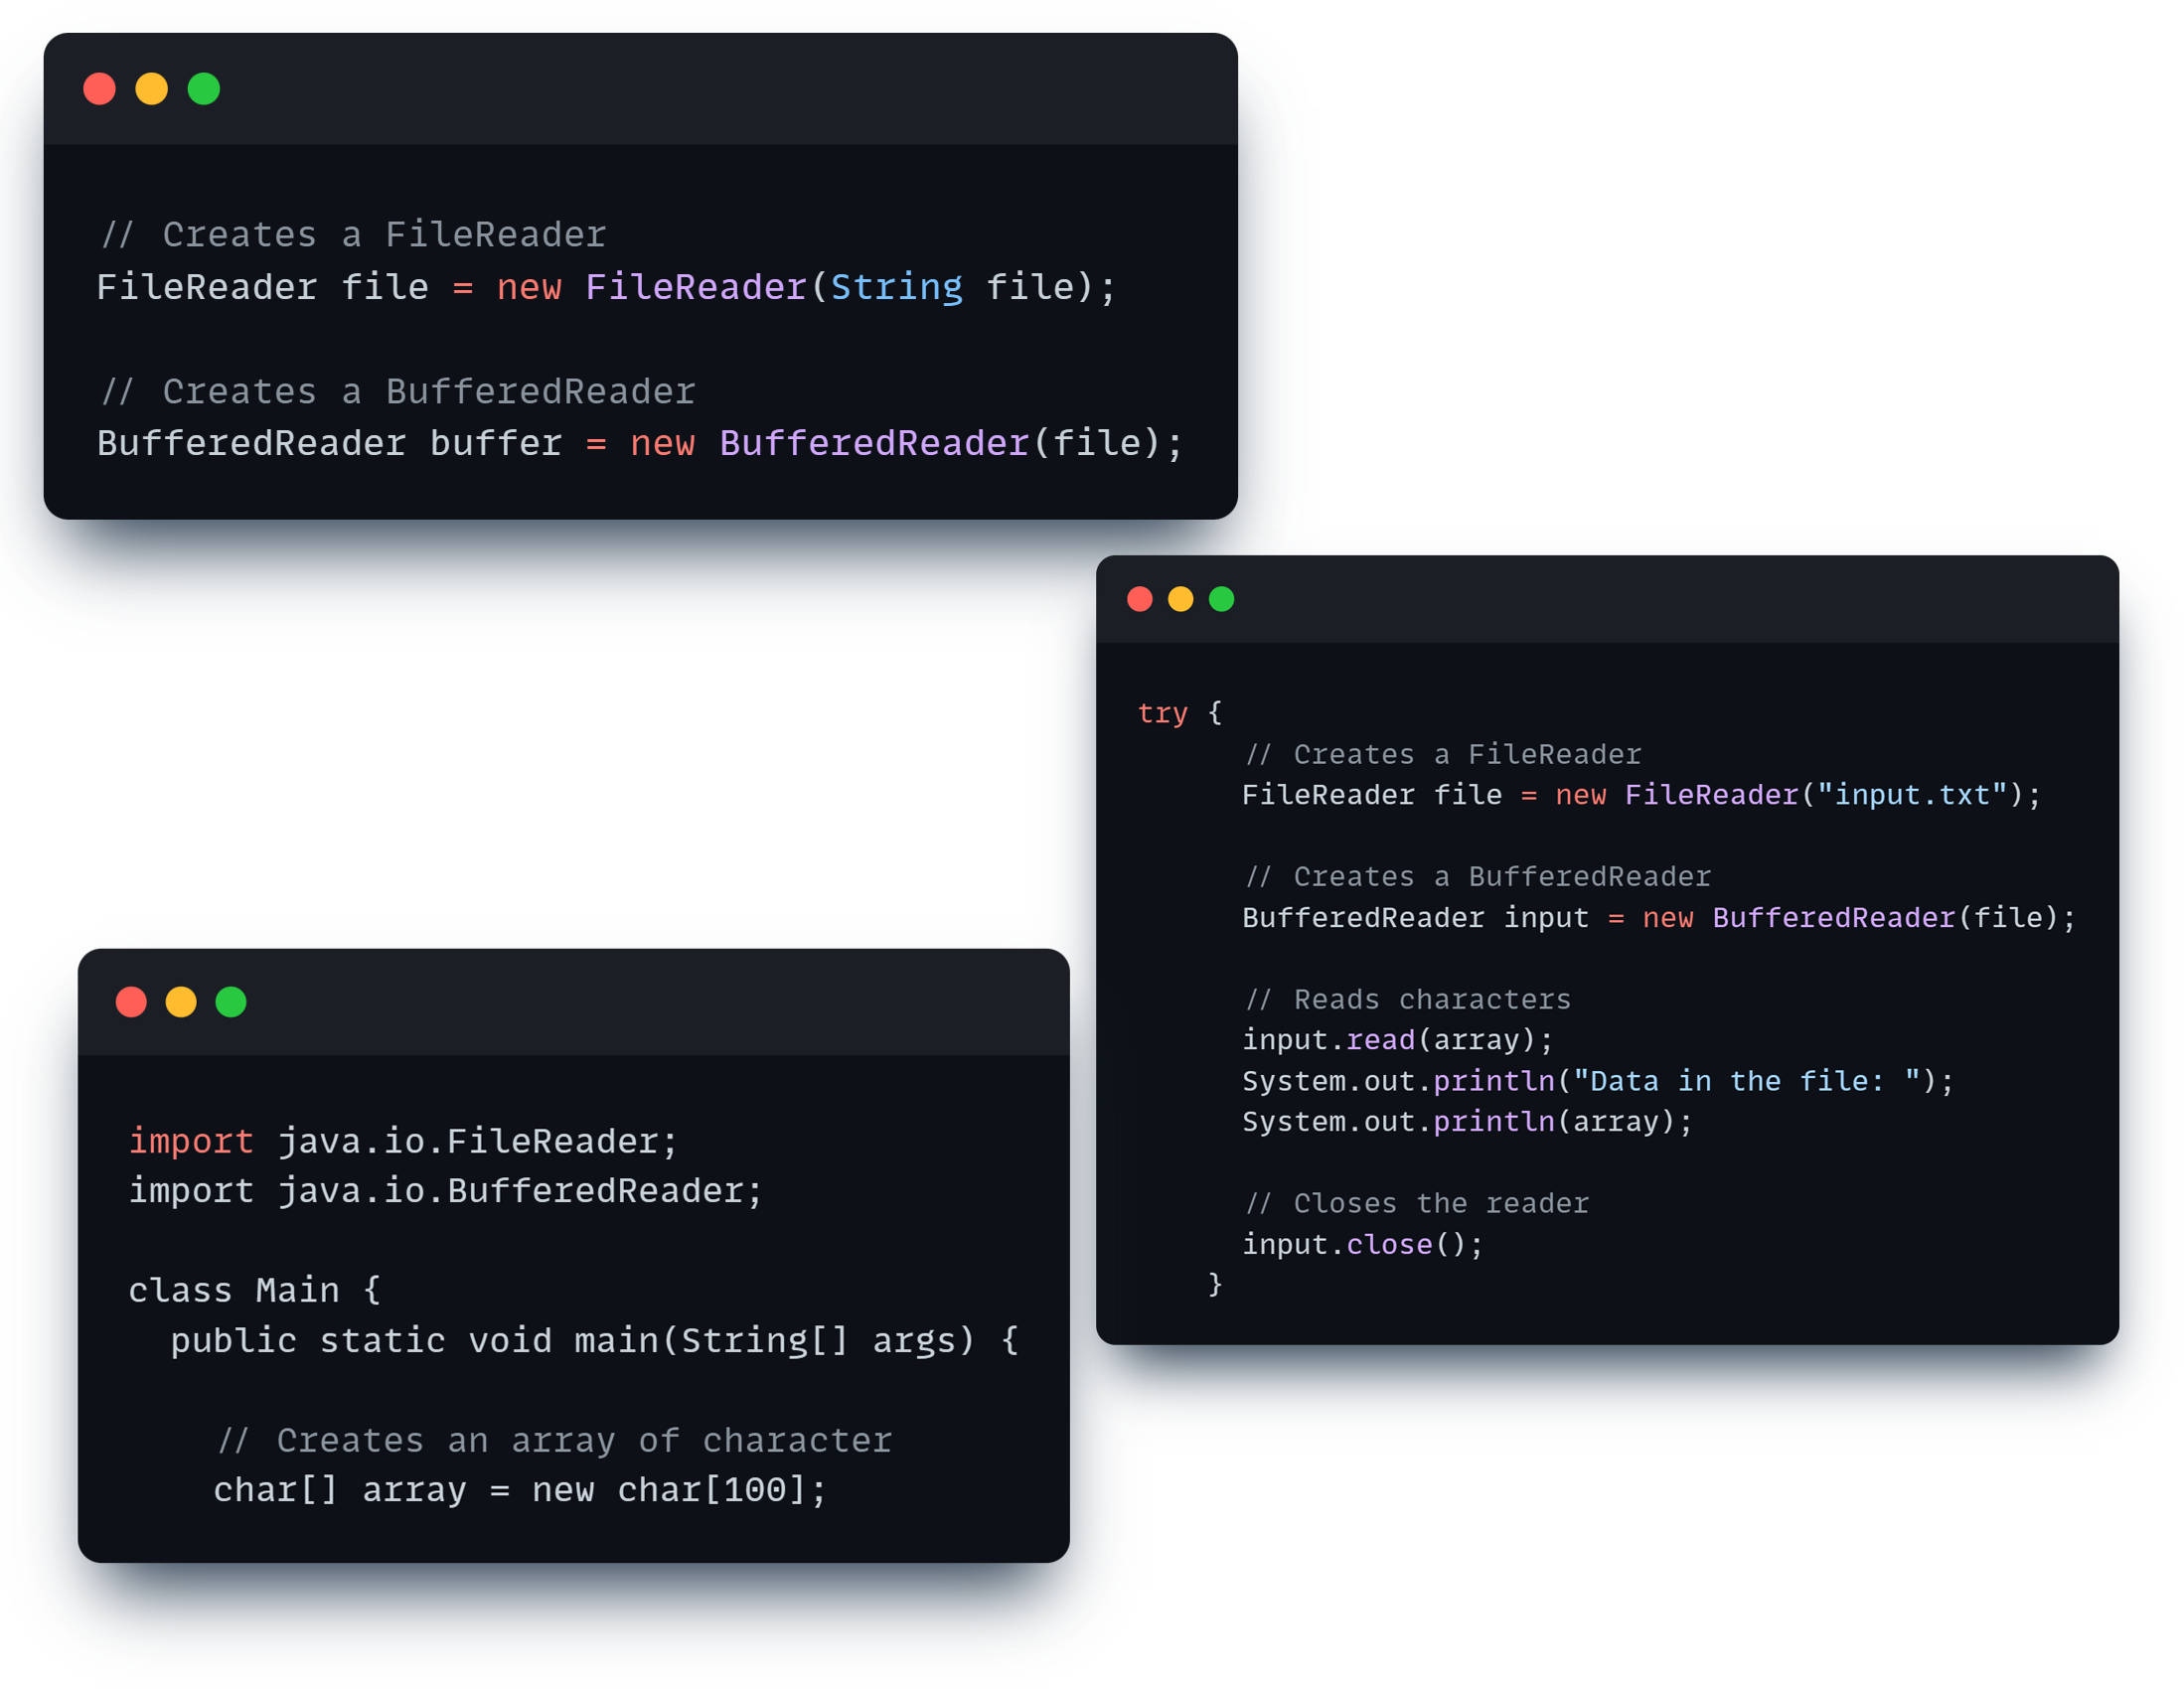 // Creates a FileReader
FileReader file = new FileReader(String file);
// Creates a BufferedReader
BufferedReader buffer = new BufferedReader(file);
import java.io.FileReader;
import java.io.BufferedReader;
class Main {
public static void main(String[] args) {
// Creates an array of character
char[] array = new char[100];
try {
// Creates a FileReader
FileReader file = new FileReader("input.txt");
// Creates a BufferedReader
BufferedReader input = new BufferedReader(file);
// Reads characters
input.read(array);
System.out.println("Data in the file: ");
System.out.println(array);
// Closes the reader
input.close();
}